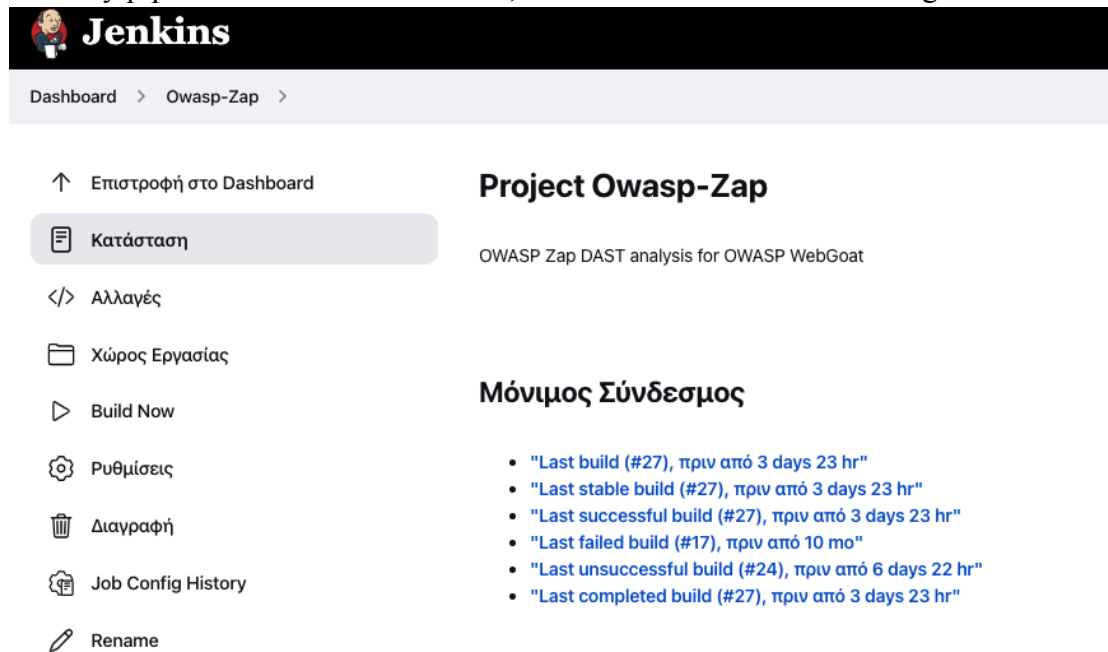 Jenkins
Dashboard > Owasp-Zap >
Επιστροφή στο Dashboard
Κατάσταση
Αλλαγές
Χώρος Εργασίας
Build Now
Ρυθμίσεις
Διαγραφή
Job Config History
Rename
Project Owasp-Zap
OWASP Zap DAST analysis for OWASP WebGoat
Μόνιμος Σύνδεσμος
"Last build (#27), πριν από 3 days 23 hr"
"Last stable build (#27), πριν από 3 days 23 hr"
"Last successful build (#27), πριν από 3 days 23 hr"
"Last failed build (#17), πριν από 10 mo"
"Last unsuccessful build (#24), πριν από 6 days 22 hr"
"Last completed build (#27), πριν από 3 days 23 hr"